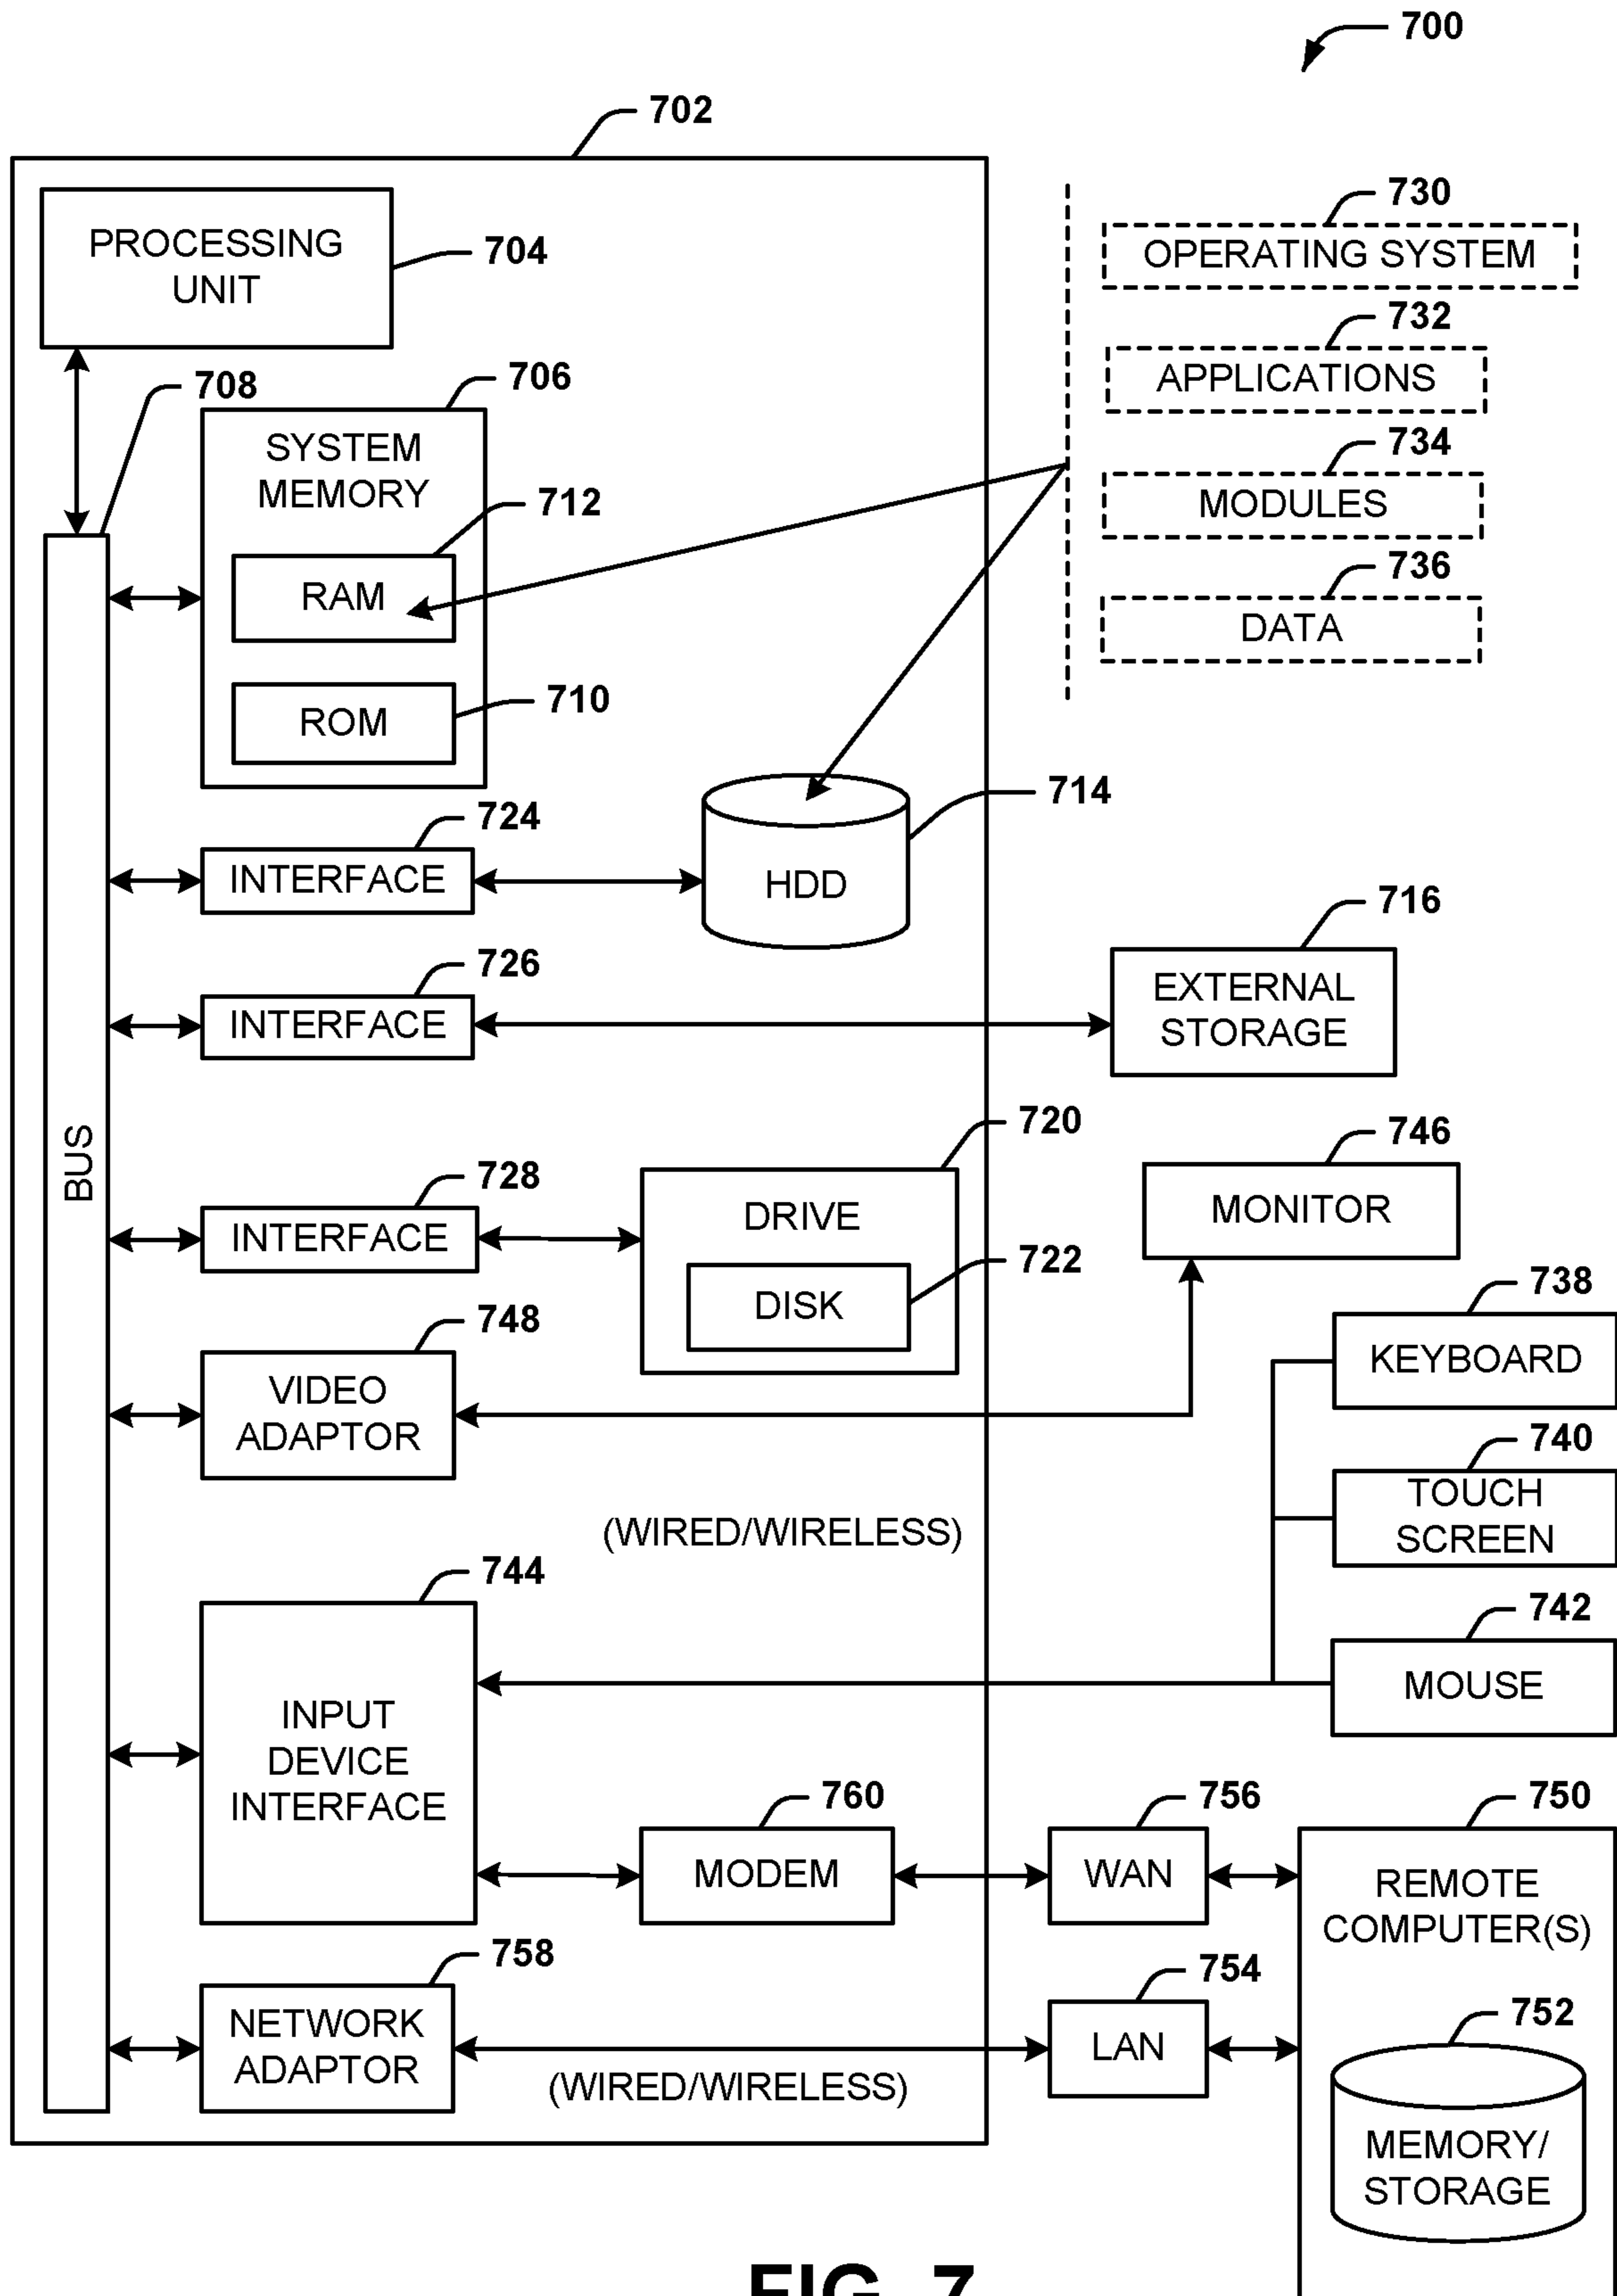 700
702
PROCESSING
UNIT
704
730
OPERATING SYSTEM
732
APPLICATIONS
734
MODULES
736
DATA
708
706
SYSTEM
MEMORY
712
RAM
710
ROM
BUS
724
INTERFACE
714
HDD
726
INTERFACE
716
EXTERNAL
STORAGE
728
INTERFACE
720
DRIVE
722
DISK
746
MONITOR
748
VIDEO
ADAPTOR
738
KEYBOARD
740
TOUCH
SCREEN
742
MOUSE
(WIRED/WIRELESS)
744
INPUT
DEVICE
INTERFACE
760
MODEM
756
WAN
750
REMOTE
COMPUTER(S)
758
NETWORK
ADAPTOR
(WIRED/WIRELESS)
754
LAN
752
MEMORY/
STORAGE
FIG. 7